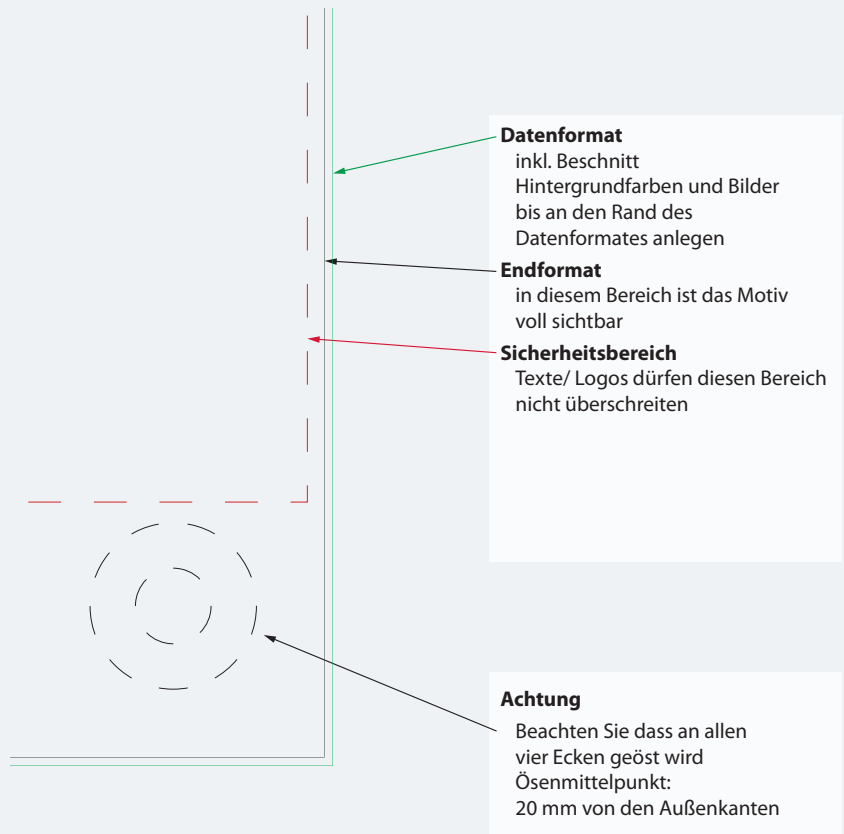 Datenformat
inkl. Beschnitt
Hintergrundfarben und Bilder
bis an den Rand des
Datenformates anlegen
Endformat
in diesem Bereich ist das Motiv
voll sichtbar
Sicherheitsbereich
Texte/ Logos dürfen diesen Bereich
nicht überschreiten
Achtung
Beachten Sie dass an allen
vier Ecken geöst wird
Ösenmittelpunkt:
20 mm von den Außenkanten